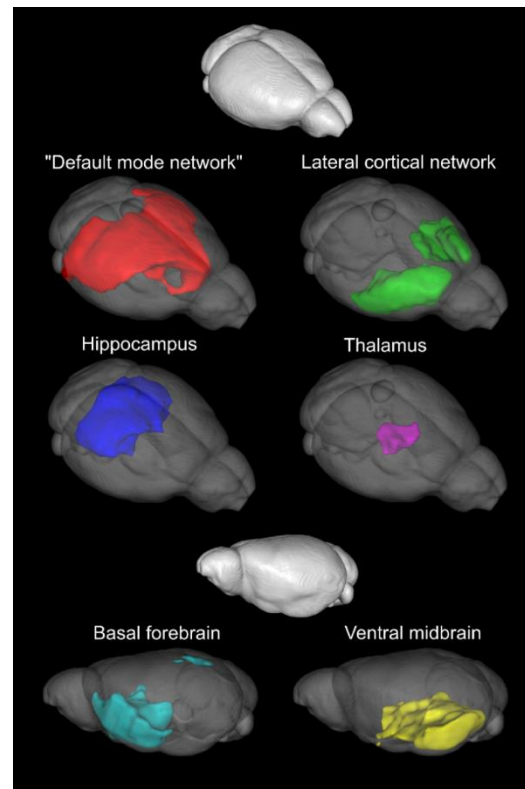 "Default mode network"
Lateral cortical network
Hippocampus
Thalamus
Basal forebrain
Ventral midbrain